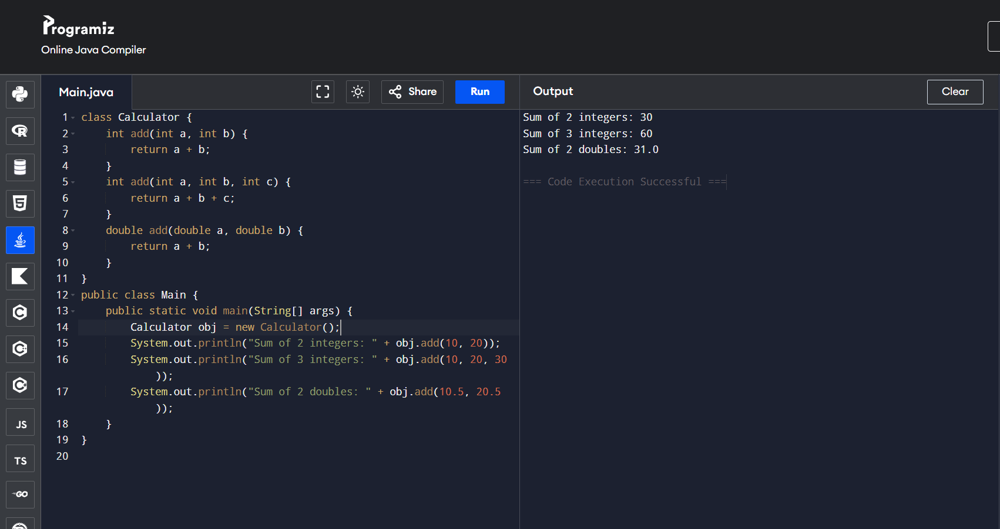 Programiz
Online Java Compiler
Main.java
Share
Run
Output
Clear
1 class Calculator {
2     int add(int a, int b) {
3         return a + b;
4     }
5     int add(int a, int b, int c) {
6         return a + b + c;
7     }
8     double add(double a, double b) {
9         return a + b;
10     }
11 }
12 public class Main {
13     public static void main(String[] args) {
14         Calculator obj = new Calculator();
15         System.out.println("Sum of 2 integers: " + obj.add(10, 20));
16         System.out.println("Sum of 3 integers: " + obj.add(10, 20, 30
            ));
17         System.out.println("Sum of 2 doubles: " + obj.add(10.5, 20.5
            ));
18     }
19 }
20
Sum of 2 integers: 30
Sum of 3 integers: 60
Sum of 2 doubles: 31.0
=== Code Execution Successful ===
R
5
C
C++
C#
JS
TS
GO